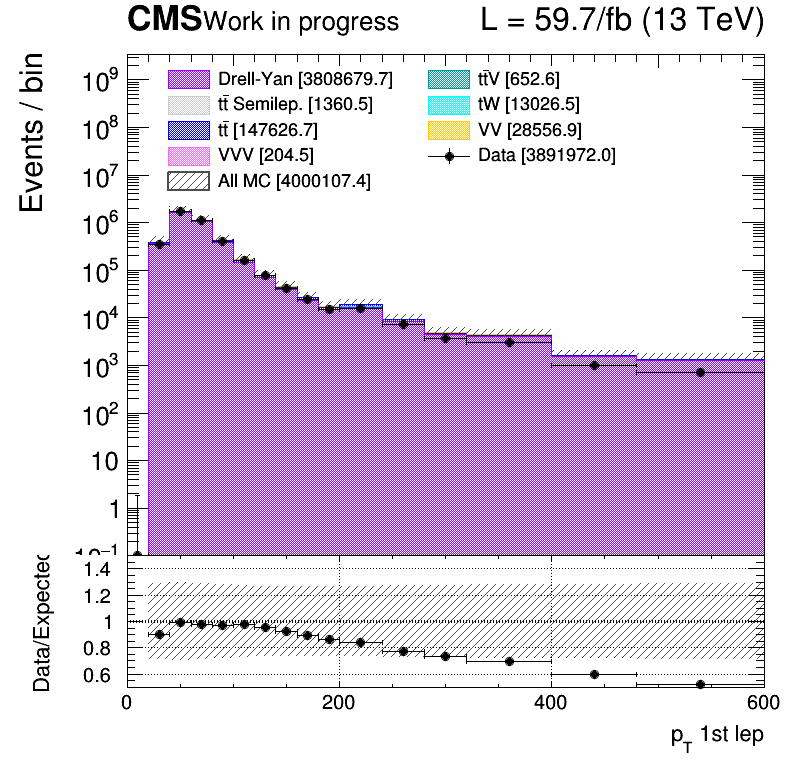 CMS Work in progress L = 59.7/fb (13 TeV)
Events / bin
Drell-Yan [3808679.7] tt̄V [652.6]
tt̄ Semilep. [1360.5] tW [13026.5]
tt̄ [147626.7] VV [28556.9]
VVV [204.5] Data [3891972.0]
All MC [4000107.4]
10⁹
10⁸
10⁷
10⁶
10⁵
10⁴
10³
10²
10
1
10⁻¹
Data/Expected
1.4
1.2
1
0.8
0.6
0 200 400 600
p_T 1st lep